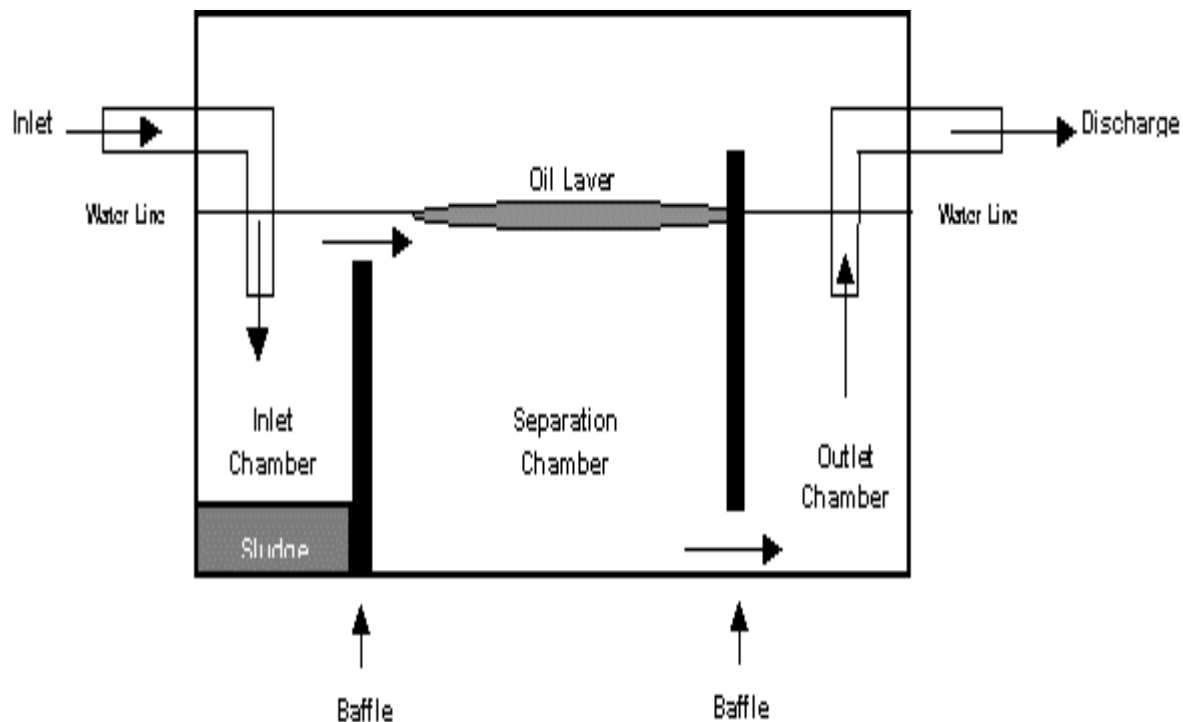 Inlet
Discharge
Oil Layer
Water Line
Water Line
Inlet
Chamber
Separation
Chamber
Outlet
Chamber
Sludge
Baffle
Baffle